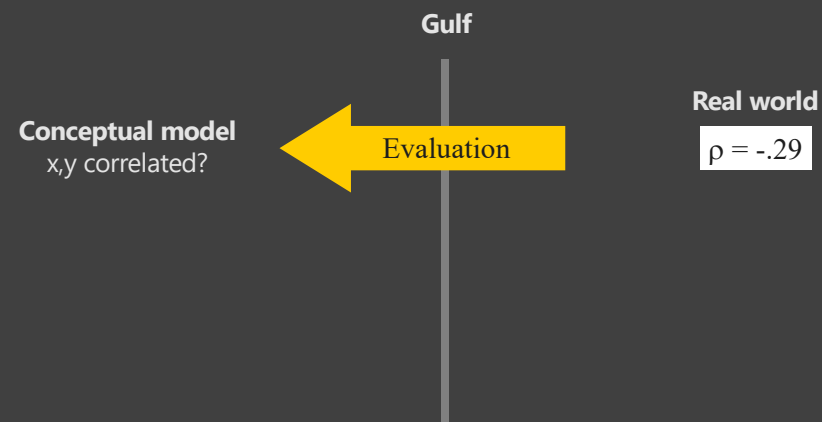 Gulf
Conceptual model
x,y correlated?
Evaluation
Real world
ρ = -.29